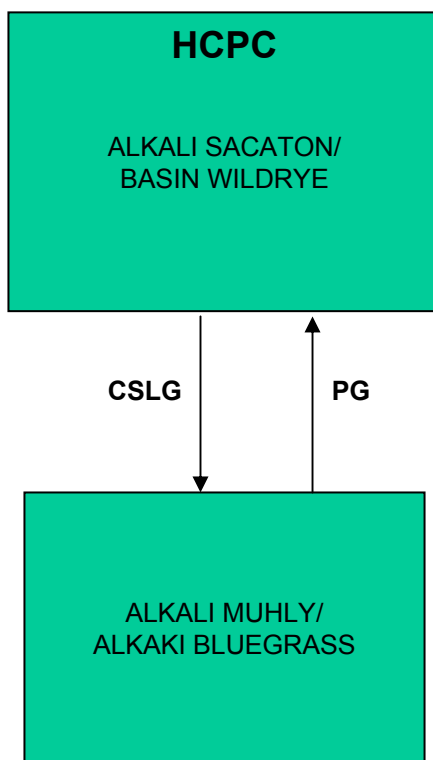 HCPC
ALKALI SACATON/
BASIN WILDRYE
CSLG
PG
ALKALI MUHLY/
ALKAKI BLUEGRASS